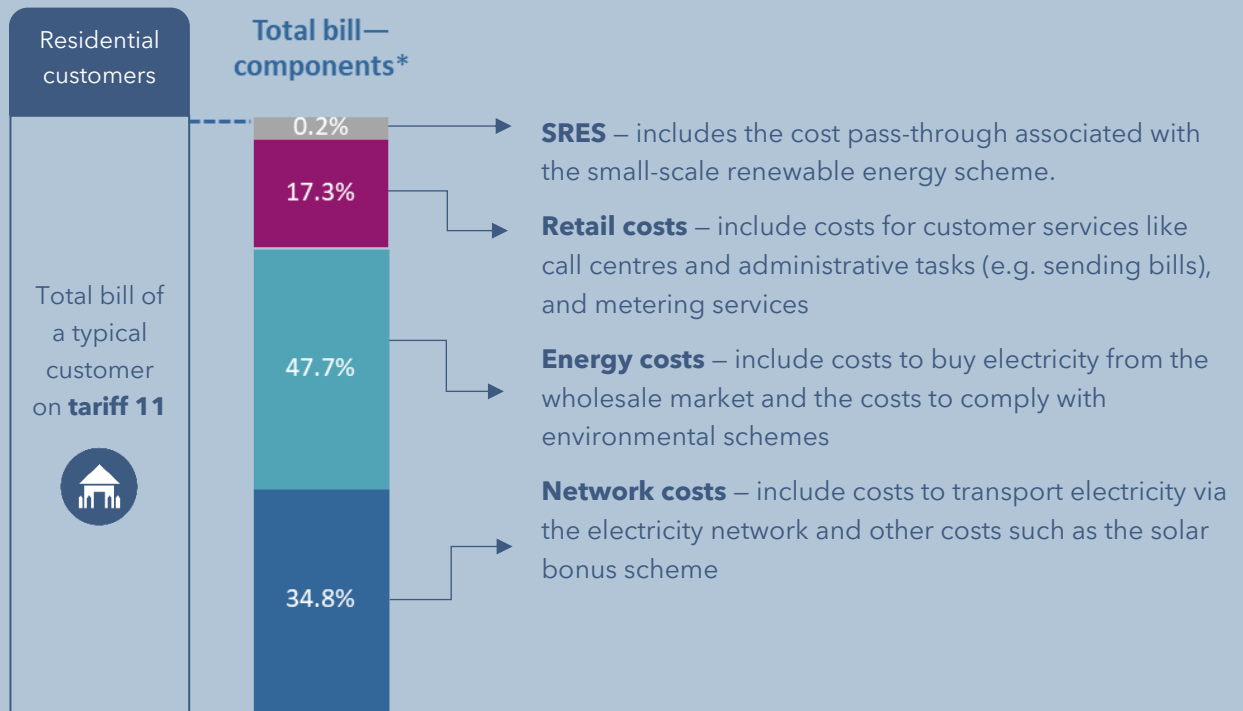 Residential
customers
Total bill—
components*
Total bill of
a typical
customer
on tariff 11
0.2%
17.3%
47.7%
34.8%
SRES – includes the cost pass-through associated with
the small-scale renewable energy scheme.
Retail costs – include costs for customer services like
call centres and administrative tasks (e.g. sending bills),
and metering services
Energy costs – include costs to buy electricity from the
wholesale market and the costs to comply with
environmental schemes
Network costs – include costs to transport electricity via
the electricity network and other costs such as the solar
bonus scheme